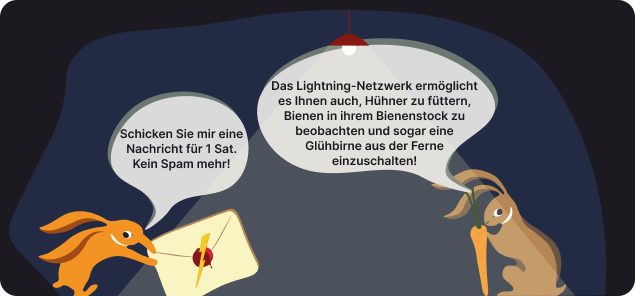 Schicken Sie mir eine
Nachricht für 1 Sat.
Kein Spam mehr!
Das Lightning-Netzwerk ermöglicht
es Ihnen auch, Hühner zu füttern,
Bienen in ihrem Bienenstock zu
beobachten und sogar eine
Glühbirne aus der Ferne
einzuschalten!